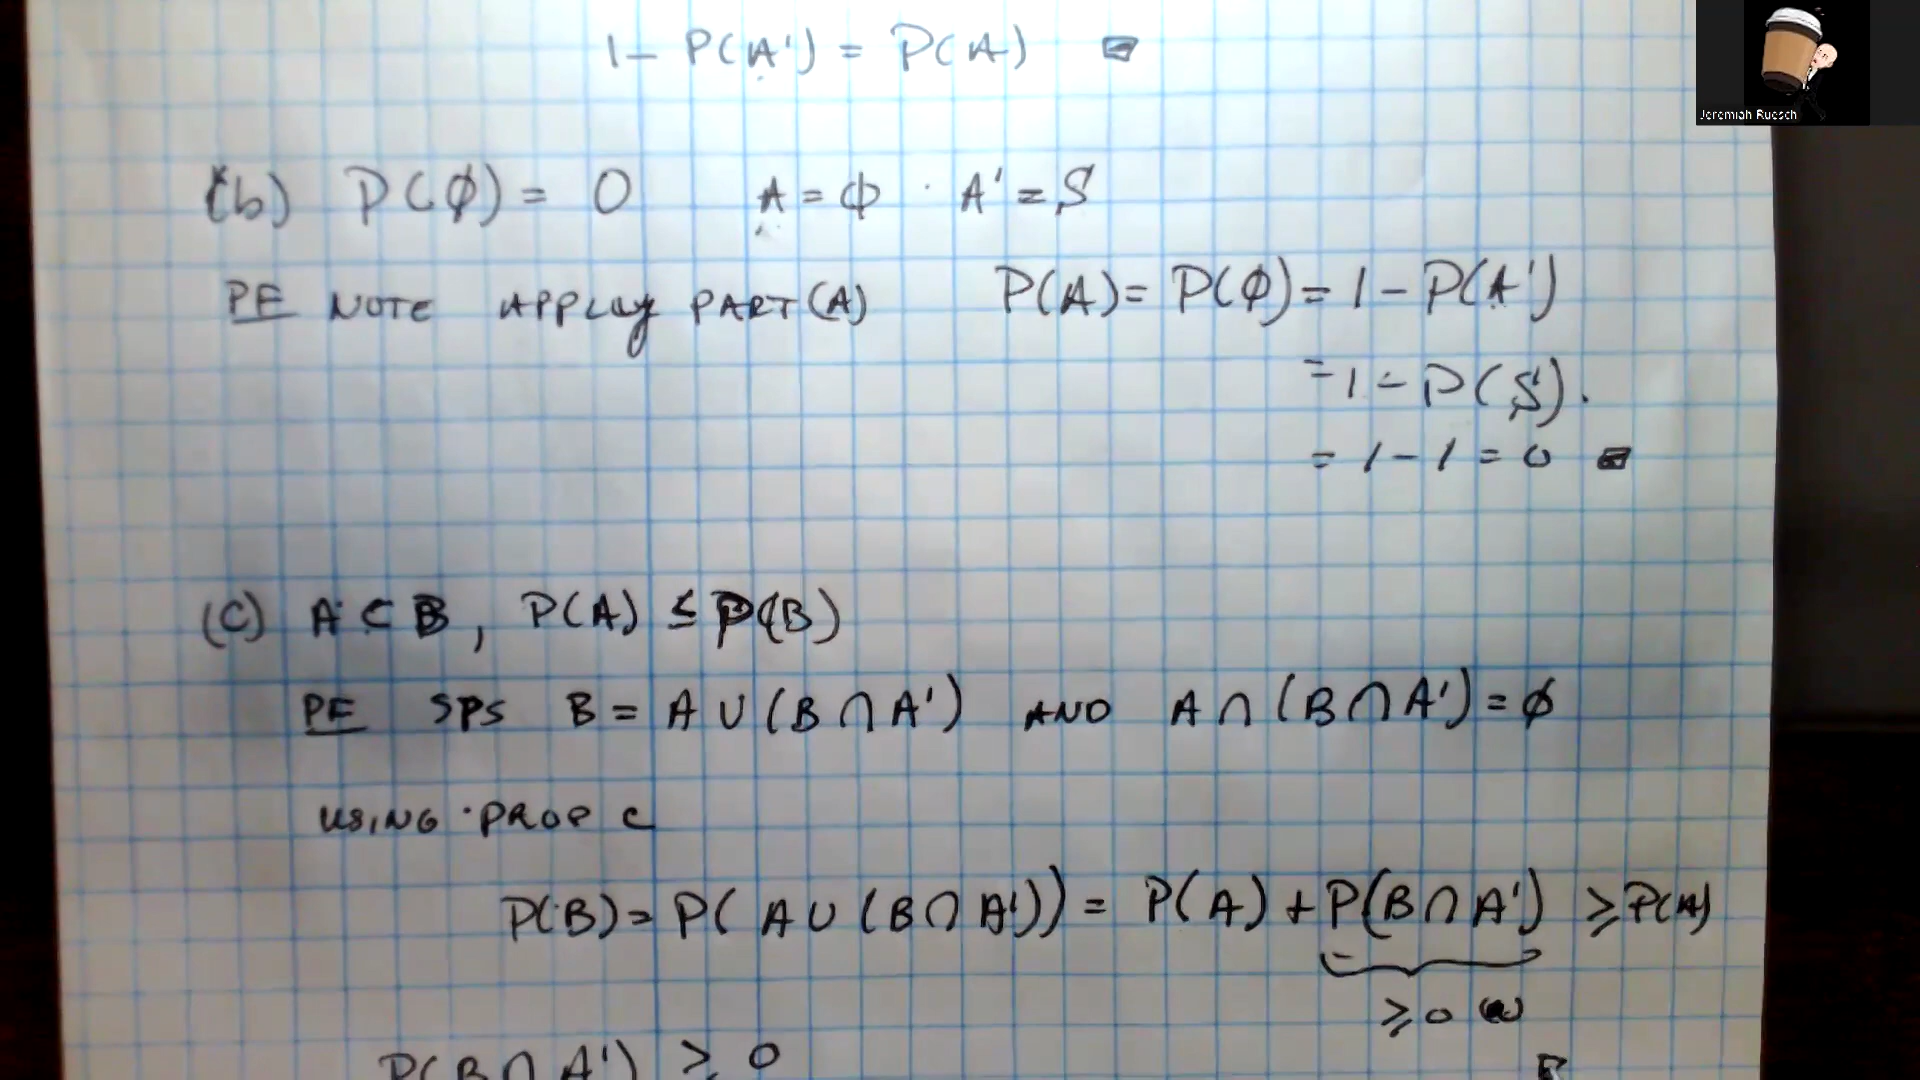 1 - P(A') = P(A)
Jeremiah Ruesch
(b) P(ϕ) = 0 A = ϕ . A' = S
PF NOTE APPLY PART (A) P(A) = P(ϕ) = 1 - P(A')
= 1 - P(S).
= 1 - 1 = 0
(C) A ⊂ B, P(A) ≤ P(B)
PF SPS B = A ∪ (B ∩ A') AND A ∩ (B ∩ A') = ϕ
USING PROP C
P(B) = P(A ∪ (B ∩ A')) = P(A) + P(B ∩ A') ≥ P(A)
≥ 0
P(B ∩ A') ≥ 0